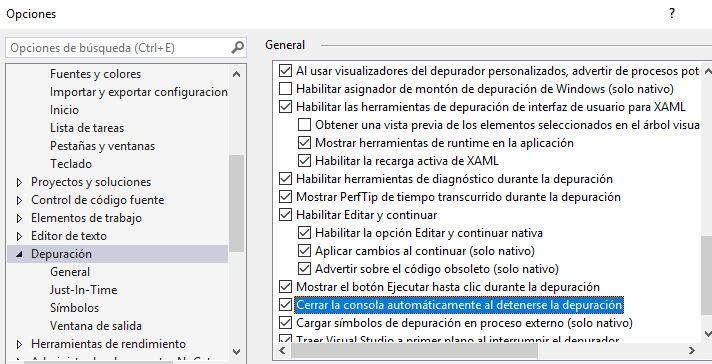 Opciones
?
Opciones de búsqueda (Ctrl+E)
Fuentes y colores
Importar y exportar configuracion
Inicio
Lista de tareas
Pestañas y ventanas
Teclado
Proyectos y soluciones
Control de código fuente
Elementos de trabajo
Editor de texto
Depuración
General
Just-In-Time
Símbolos
Ventana de salida
Herramientas de rendimiento
General
Al usar visualizadores del depurador personalizados, advertir de procesos pot
Habilitar asignador de montón de depuración de Windows (solo nativo)
Habilitar las herramientas de depuración de interfaz de usuario para XAML
Obtener una vista previa de los elementos seleccionados en el árbol visua
Mostrar herramientas de runtime en la aplicación
Habilitar la recarga activa de XAML
Habilitar herramientas de diagnóstico durante la depuración
Mostrar PerfTip de tiempo transcurrido durante la depuración
Habilitar Editar y continuar
Habilitar la opción Editar y continuar nativa
Aplicar cambios al continuar (solo nativo)
Advertir sobre el código obsoleto (solo nativo)
Mostrar el botón Ejecutar hasta clic durante la depuración
Cerrar la consola automáticamente al detenerse la depuración
Cargar símbolos de depuración en proceso externo (solo nativo)
Traer Visual Studio a primer plano al interrumpir el depurador